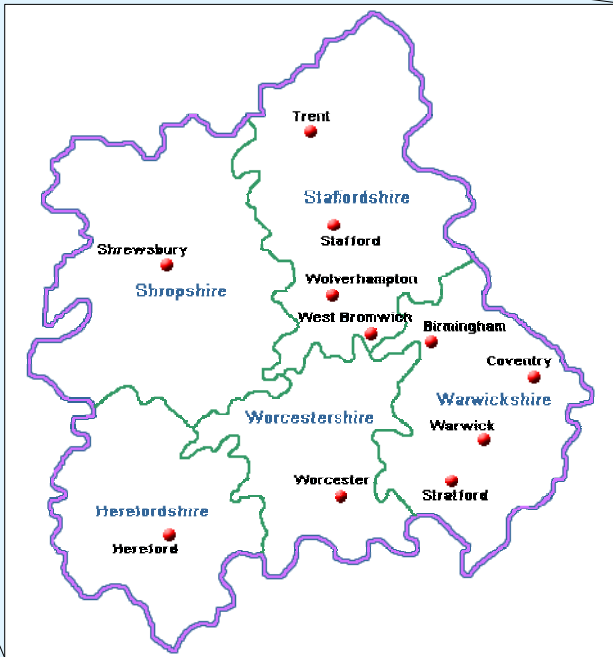 Trent
Staffordshire
Stafford
Shrewsbury
Shropshire
Wolverhampton
West Bromwich
Birmingham
Coventry
Warwickshire
Worcestershire
Warwick
Worcester
Stratford
Herefordshire
Hereford